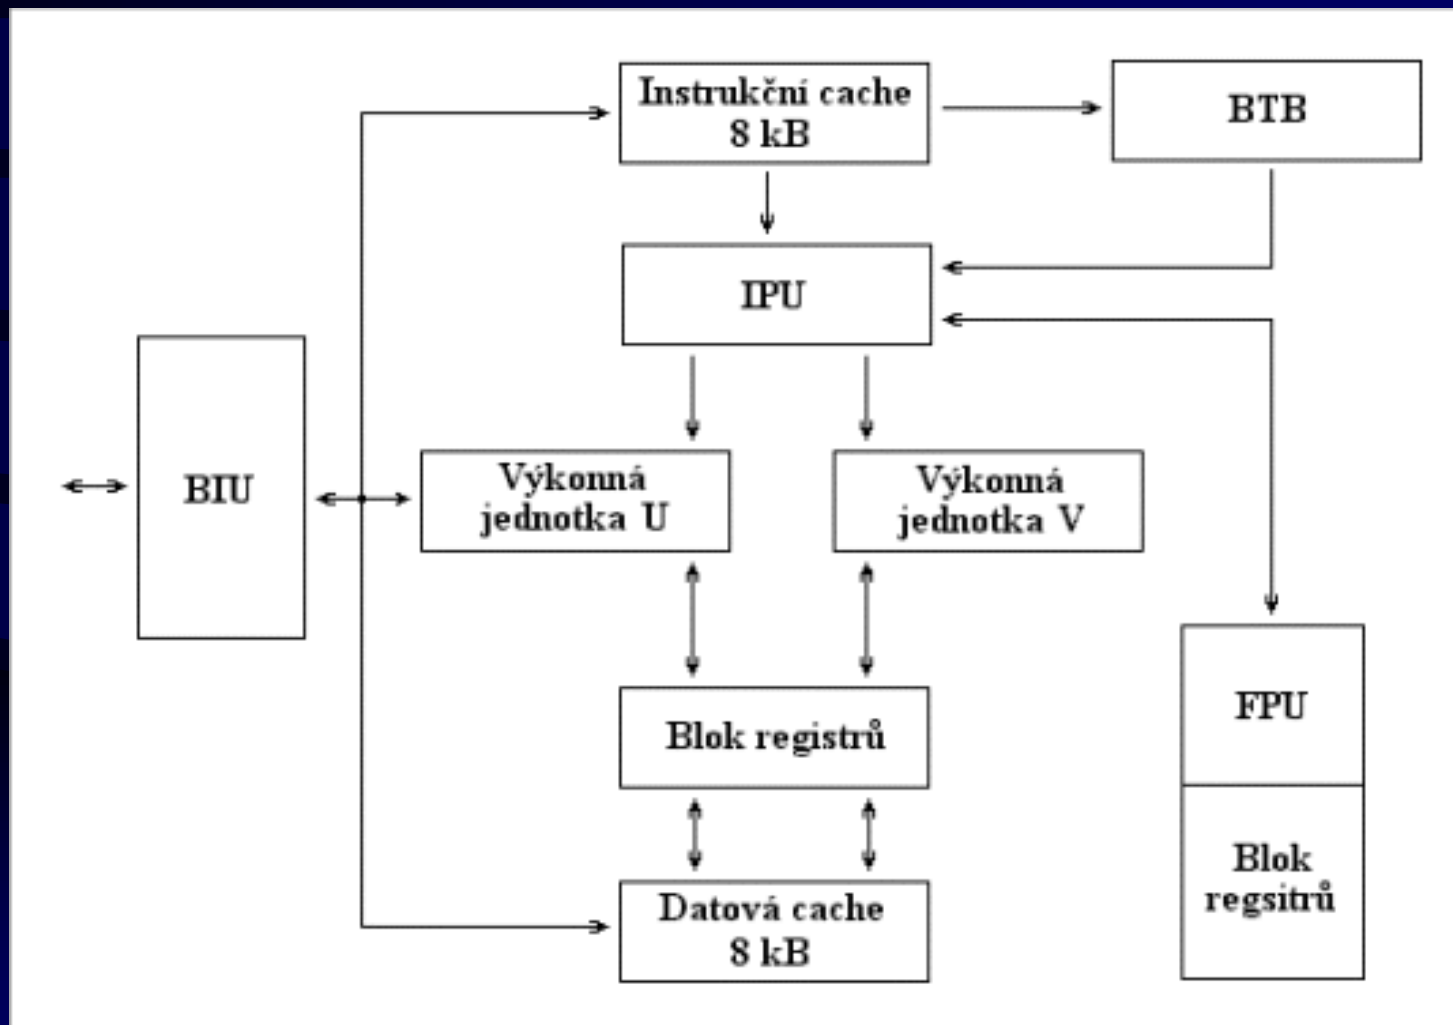 Instrukční cache
8 kB
BTB
IPU
BIU
Výkonná
jednotka U
Výkonná
jednotka V
Blok registrů
FPU
Blok
regsitrů
Datová cache
8 kB